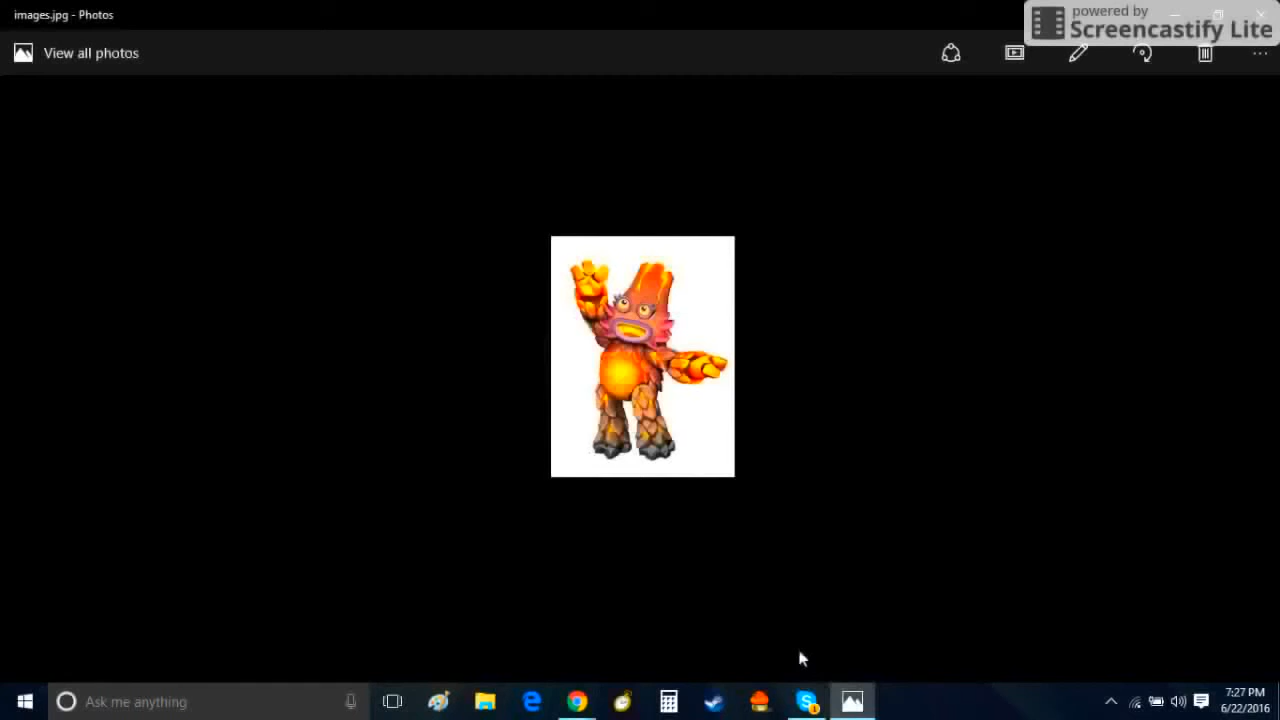 images.jpg - Photos
powered by
Screencastify Lite
View all photos
Ask me anything
7:27 PM
6/22/2016